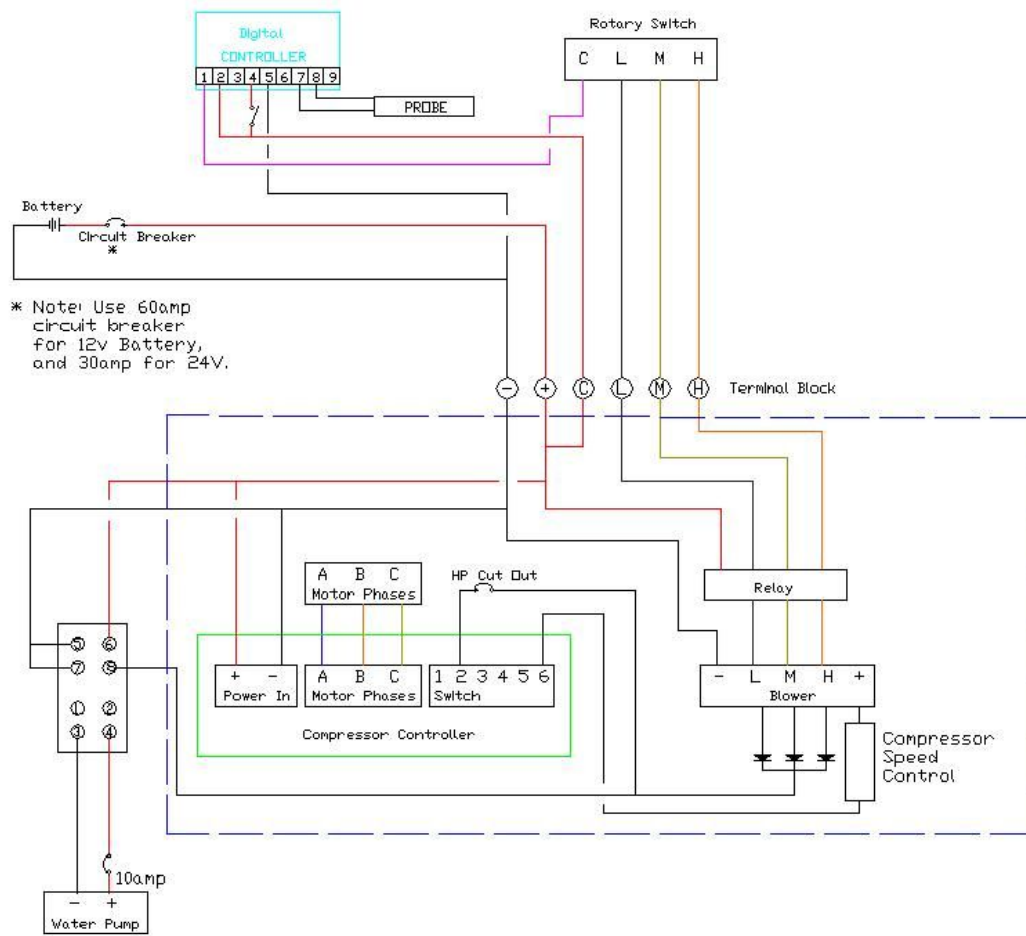 Digital
CONTROLLER
1 2 3 4 5 6 7 8 9
PROBE
Rotary Switch
C L M H
Battery
Circuit Breaker
*
* Note: Use 60amp
circuit breaker
for 12v Battery,
and 30amp for 24V.
- + C L M H Terminal Block
A B C
Motor Phases
HP Cut Out
Relay
5 6
7 8
1 2
3 4
+ -
Power In
A B C
Motor Phases
1 2 3 4 5 6
Switch
Compressor Controller
- L M H +
Blower
Compressor
Speed
Control
10amp
- +
Water Pump